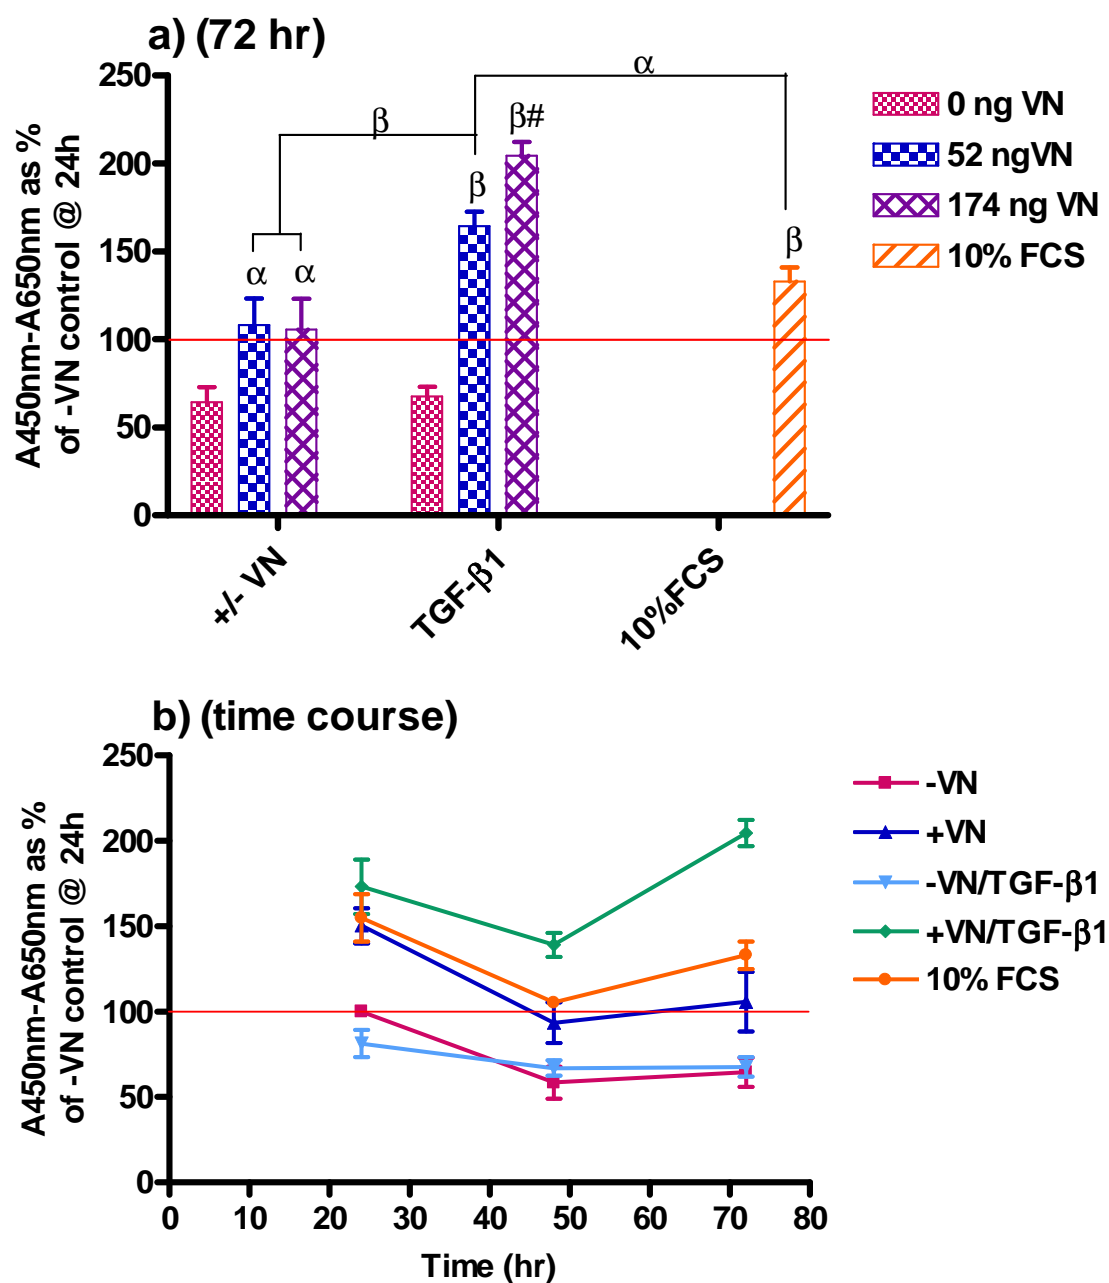 a) (72 hr)
A450nm-A650nm as %
of -VN control @ 24h
250
200
150
100
50
0
β
α
β#
β
α
α
β
+/- VN
TGF-β1
10%FCS
0 ng VN
52 ngVN
174 ng VN
10% FCS
b) (time course)
A450nm-A650nm as %
of -VN control @ 24h
250
200
150
100
50
0
0 10 20 30 40 50 60 70 80
Time (hr)
-VN
+VN
-VN/TGF-β1
+VN/TGF-β1
10% FCS